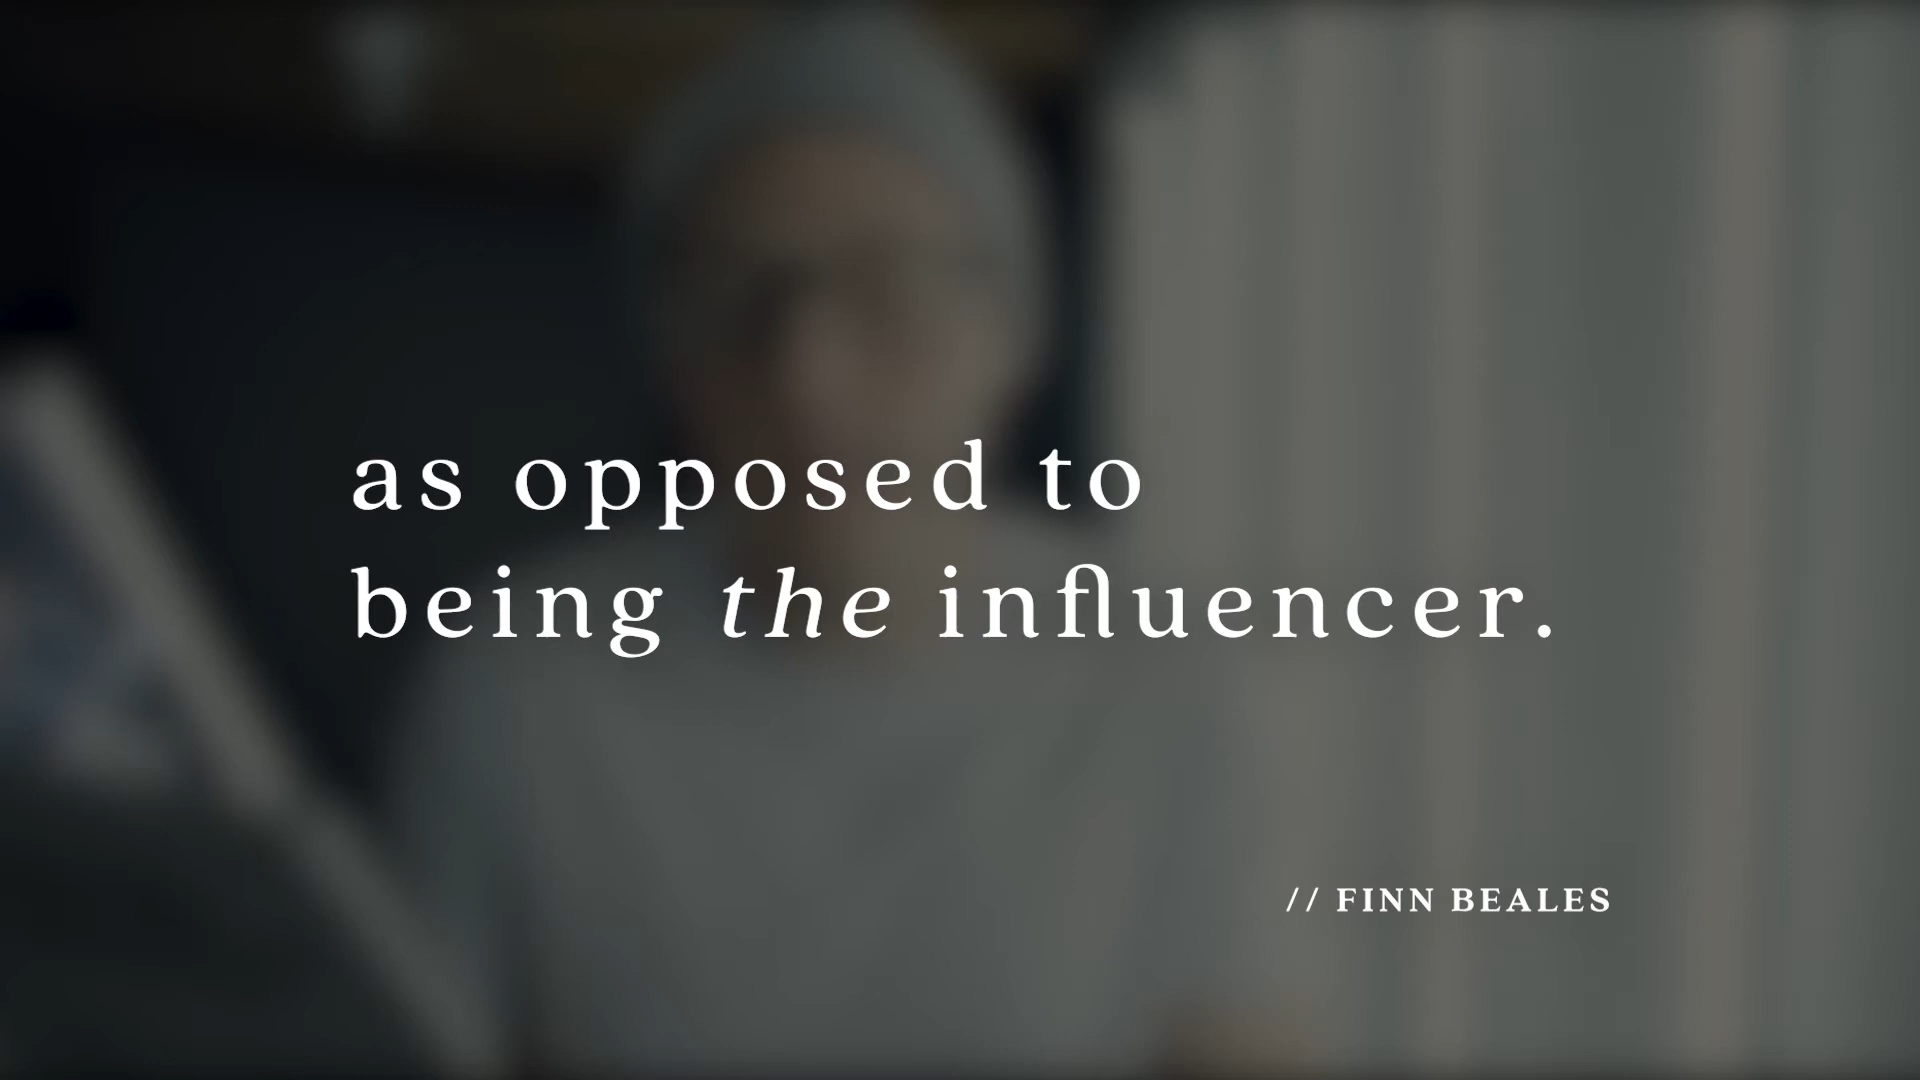 as opposed to
being the influencer.
// FINN BEALES